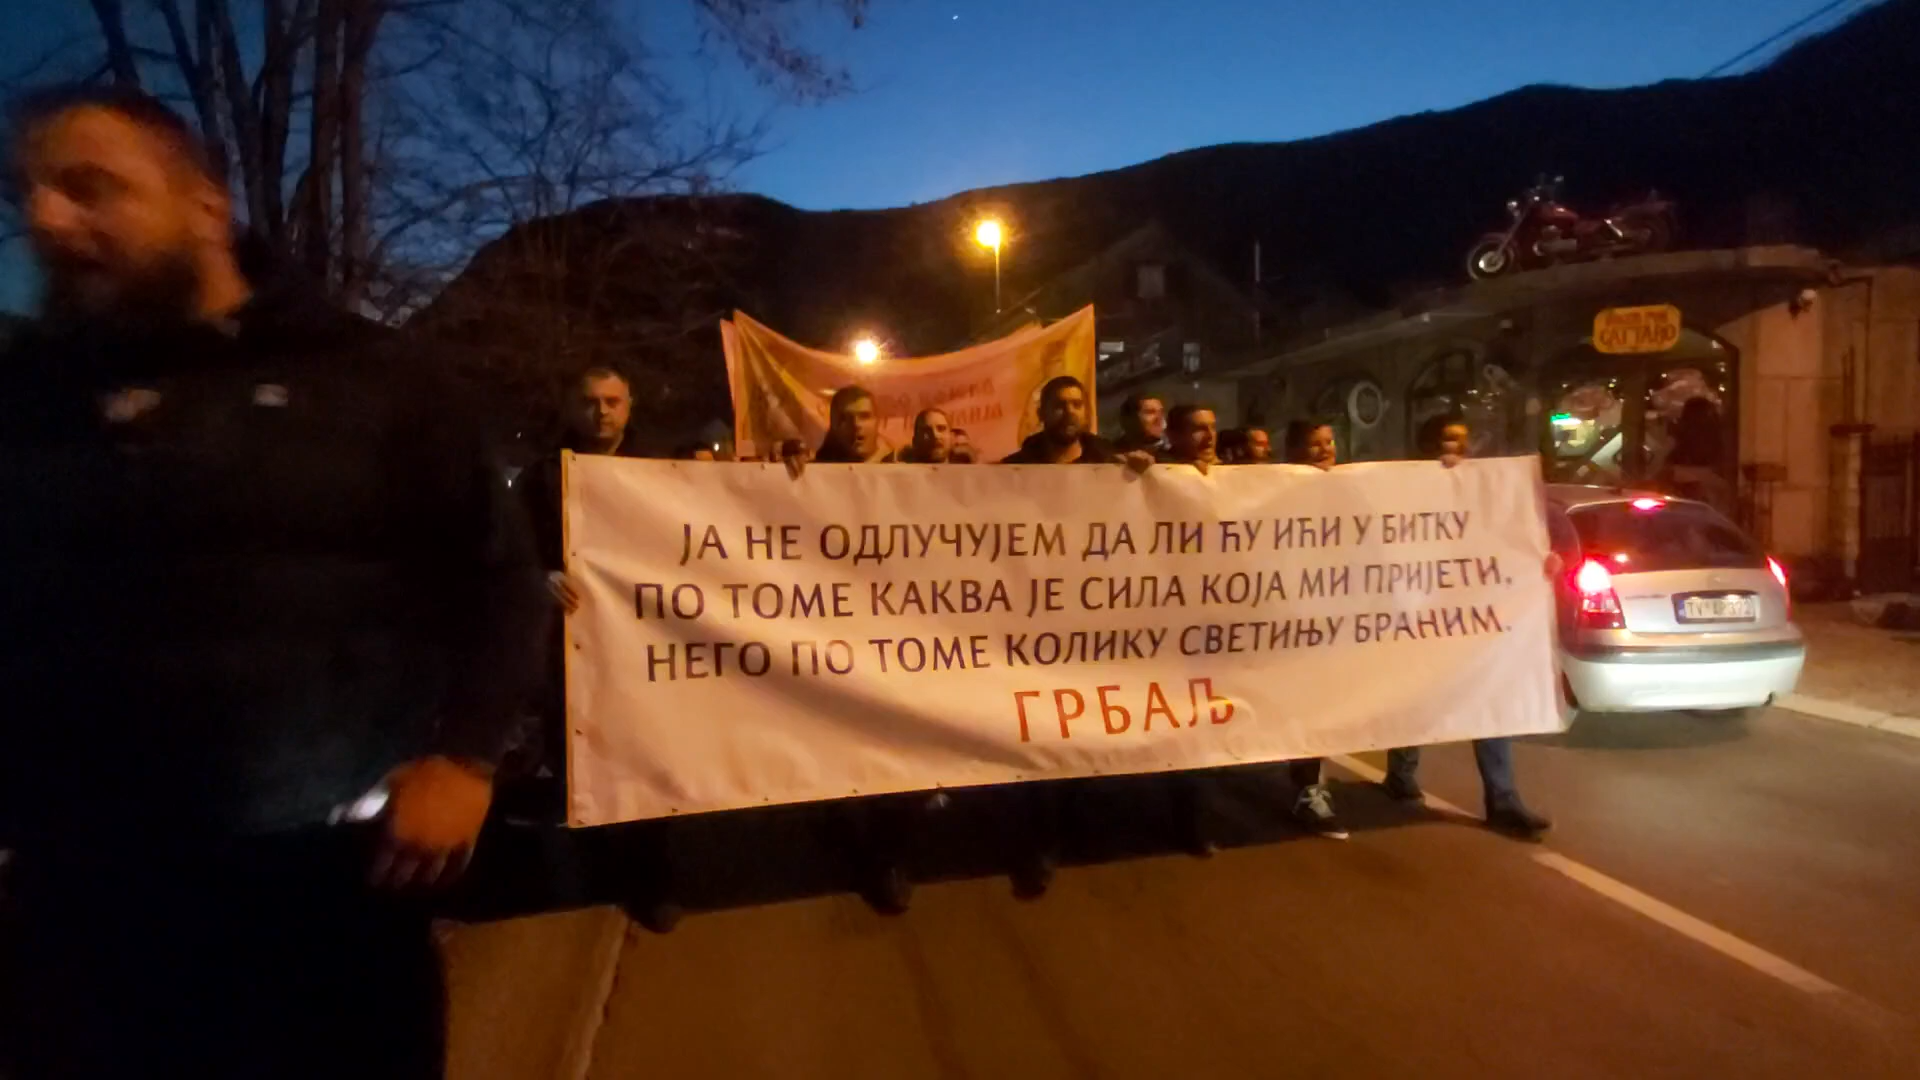 ЈА НЕ ОДЛУЧУЈЕМ ДА ЛИ ЋУ ИЋИ У БИТКУ
ПО ТОМЕ КАКВА ЈЕ СИЛА КОЈА МИ ПРИЈЕТИ,
НЕГО ПО ТОМЕ КОЛИКУ СВЕТИЊУ БРАНИМ.
ГРБАЉ
CATTARO